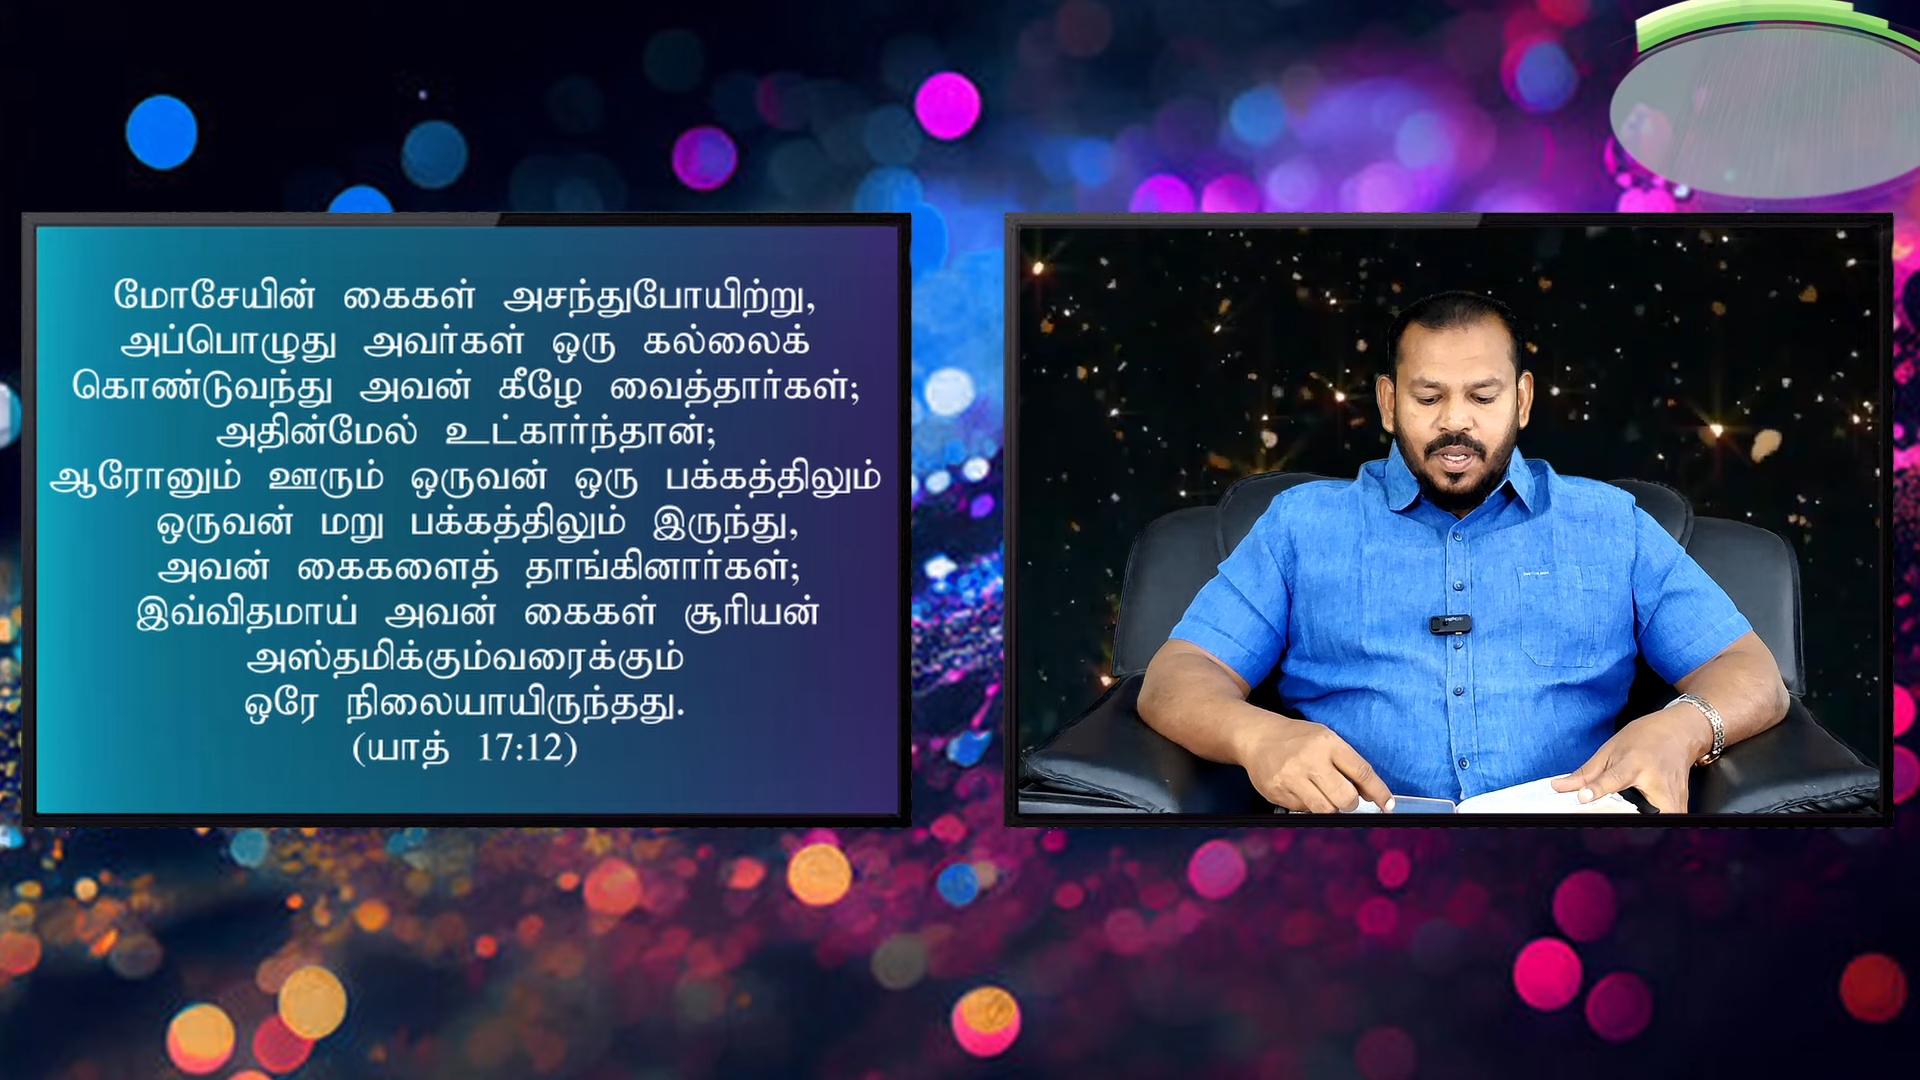 மோசேயின் கைகள் அசந்துபோயிற்று,
அப்பொழுது அவர்கள் ஒரு கல்லைக்
கொண்டுவந்து அவன் கீழே வைத்தார்கள்;
அதின்மேல் உட்கார்ந்தான்;
ஆரோனும் ஊரும் ஒருவன் ஒரு பக்கத்திலும்
ஒருவன் மறு பக்கத்திலும் இருந்து,
அவன் கைகளைத் தாங்கினார்கள்;
இவ்விதமாய் அவன் கைகள் சூரியன்
அஸ்தமிக்கும்வரைக்கும்
ஒரே நிலையாயிருந்தது.
(யாத் 17:12)